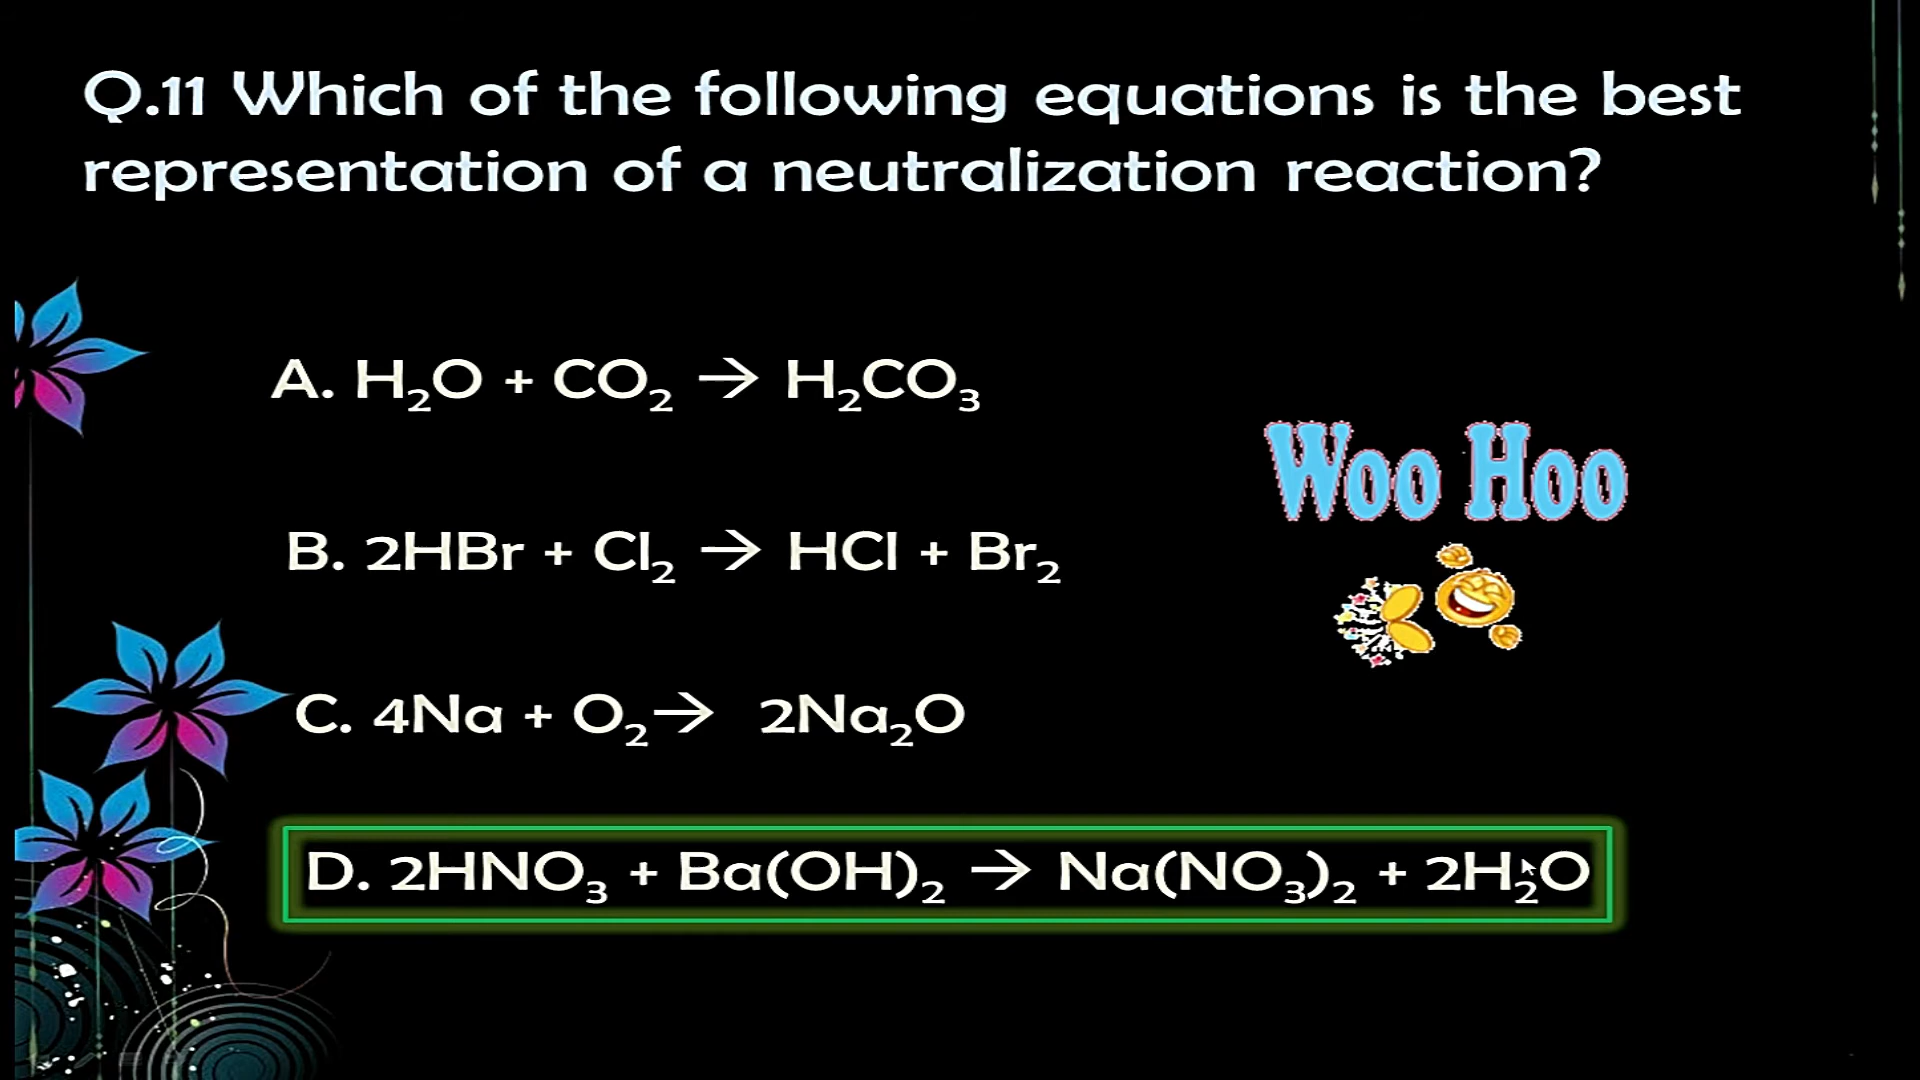 Q.11 Which of the following equations is the best
representation of a neutralization reaction?
A. H₂O + CO₂ → H₂CO₃
Woo Hoo
B. 2HBr + Cl₂ → HCl + Br₂
C. 4Na + O₂→ 2Na₂O
D. 2HNO₃ + Ba(OH)₂ → Na(NO₃)₂ + 2H₂O